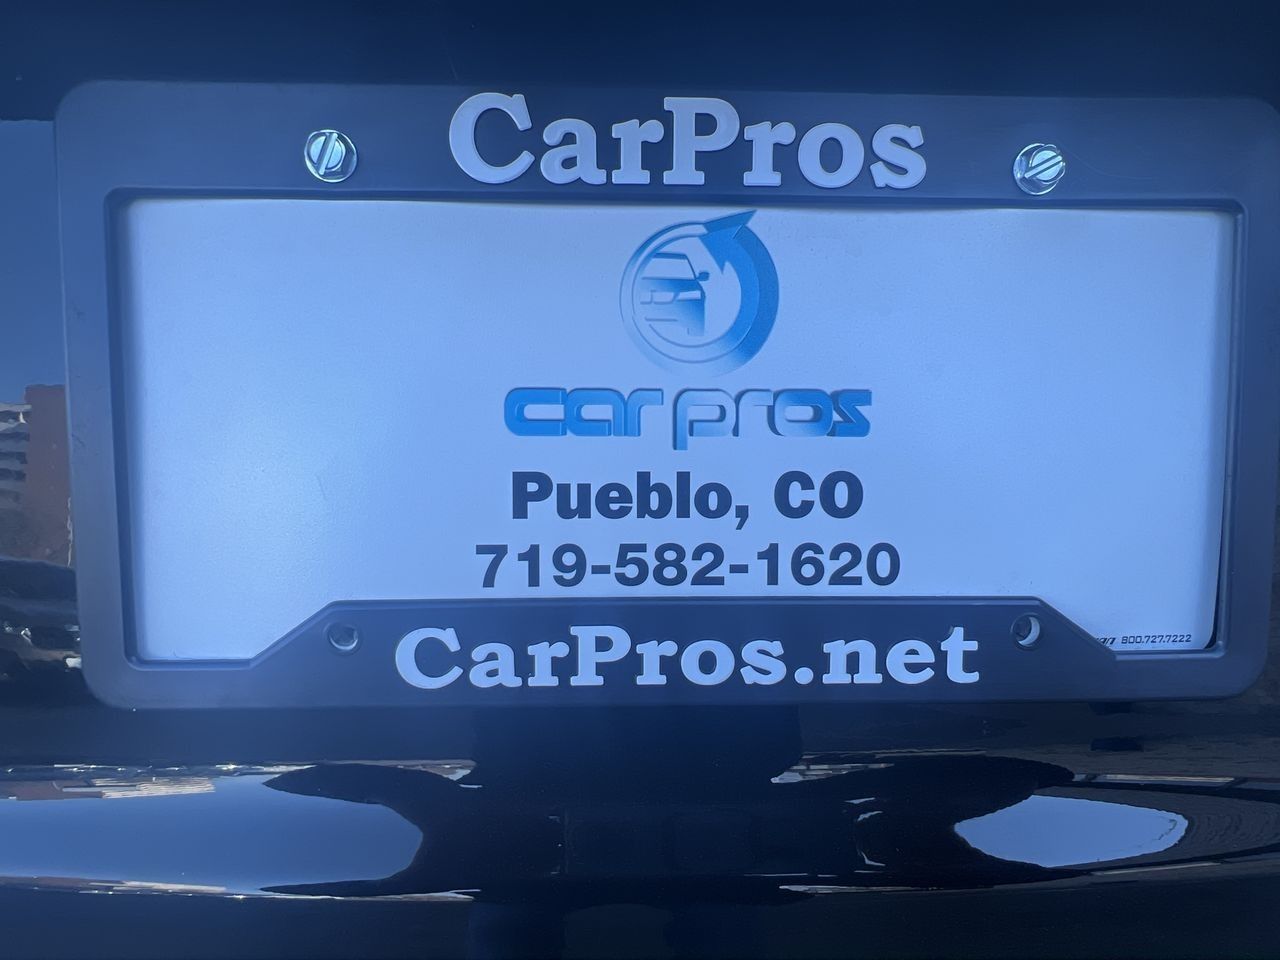 CarPros
car pros
Pueblo, CO
719-582-1620
800.727.7222
CarPros.net